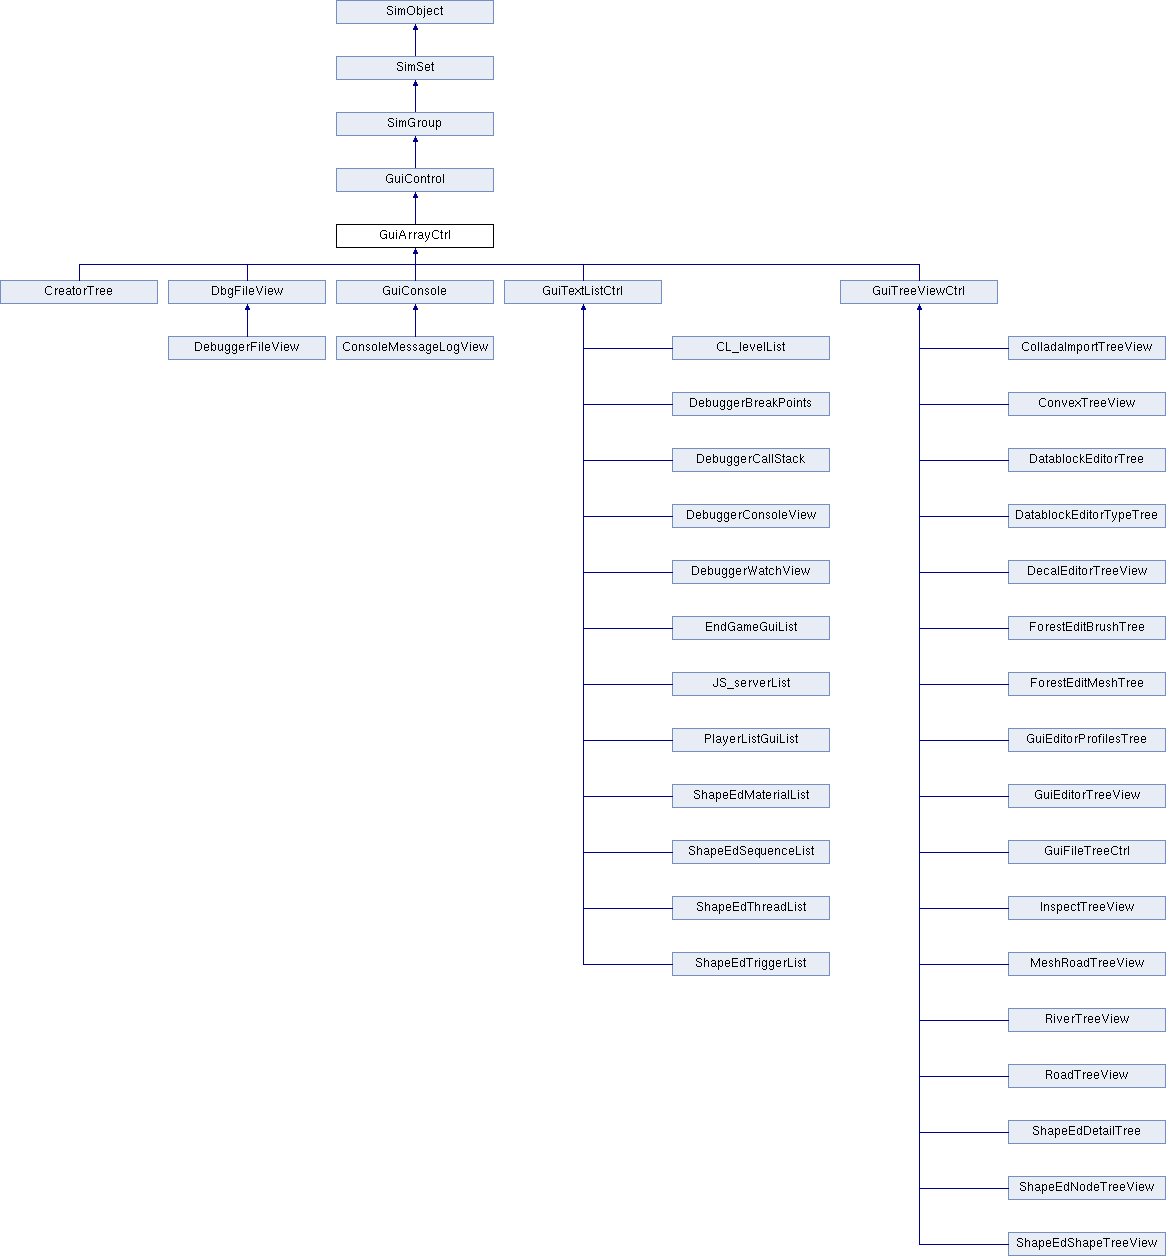 SimObject
SimSet
SimGroup
GuiControl
GuiArrayCtrl
CreatorTree
DbgFileView
GuiConsole
GuiTextListCtrl
GuiTreeViewCtrl
DebuggerFileView
ConsoleMessageLogView
CL_levelList
ColladaImportTreeView
DebuggerBreakPoints
ConvexTreeView
DebuggerCallStack
DatablockEditorTree
DebuggerConsoleView
DatablockEditorTypeTree
DebuggerWatchView
DecalEditorTreeView
EndGameGuiList
ForestEditBrushTree
JS_serverList
ForestEditMeshTree
PlayerListGuiList
GuiEditorProfilesTree
ShapeEdMaterialList
GuiEditorTreeView
ShapeEdSequenceList
GuiFileTreeCtrl
ShapeEdThreadList
InspectTreeView
ShapeEdTriggerList
MeshRoadTreeView
RiverTreeView
RoadTreeView
ShapeEdDetailTree
ShapeEdNodeTreeView
ShapeEdShapeTreeView